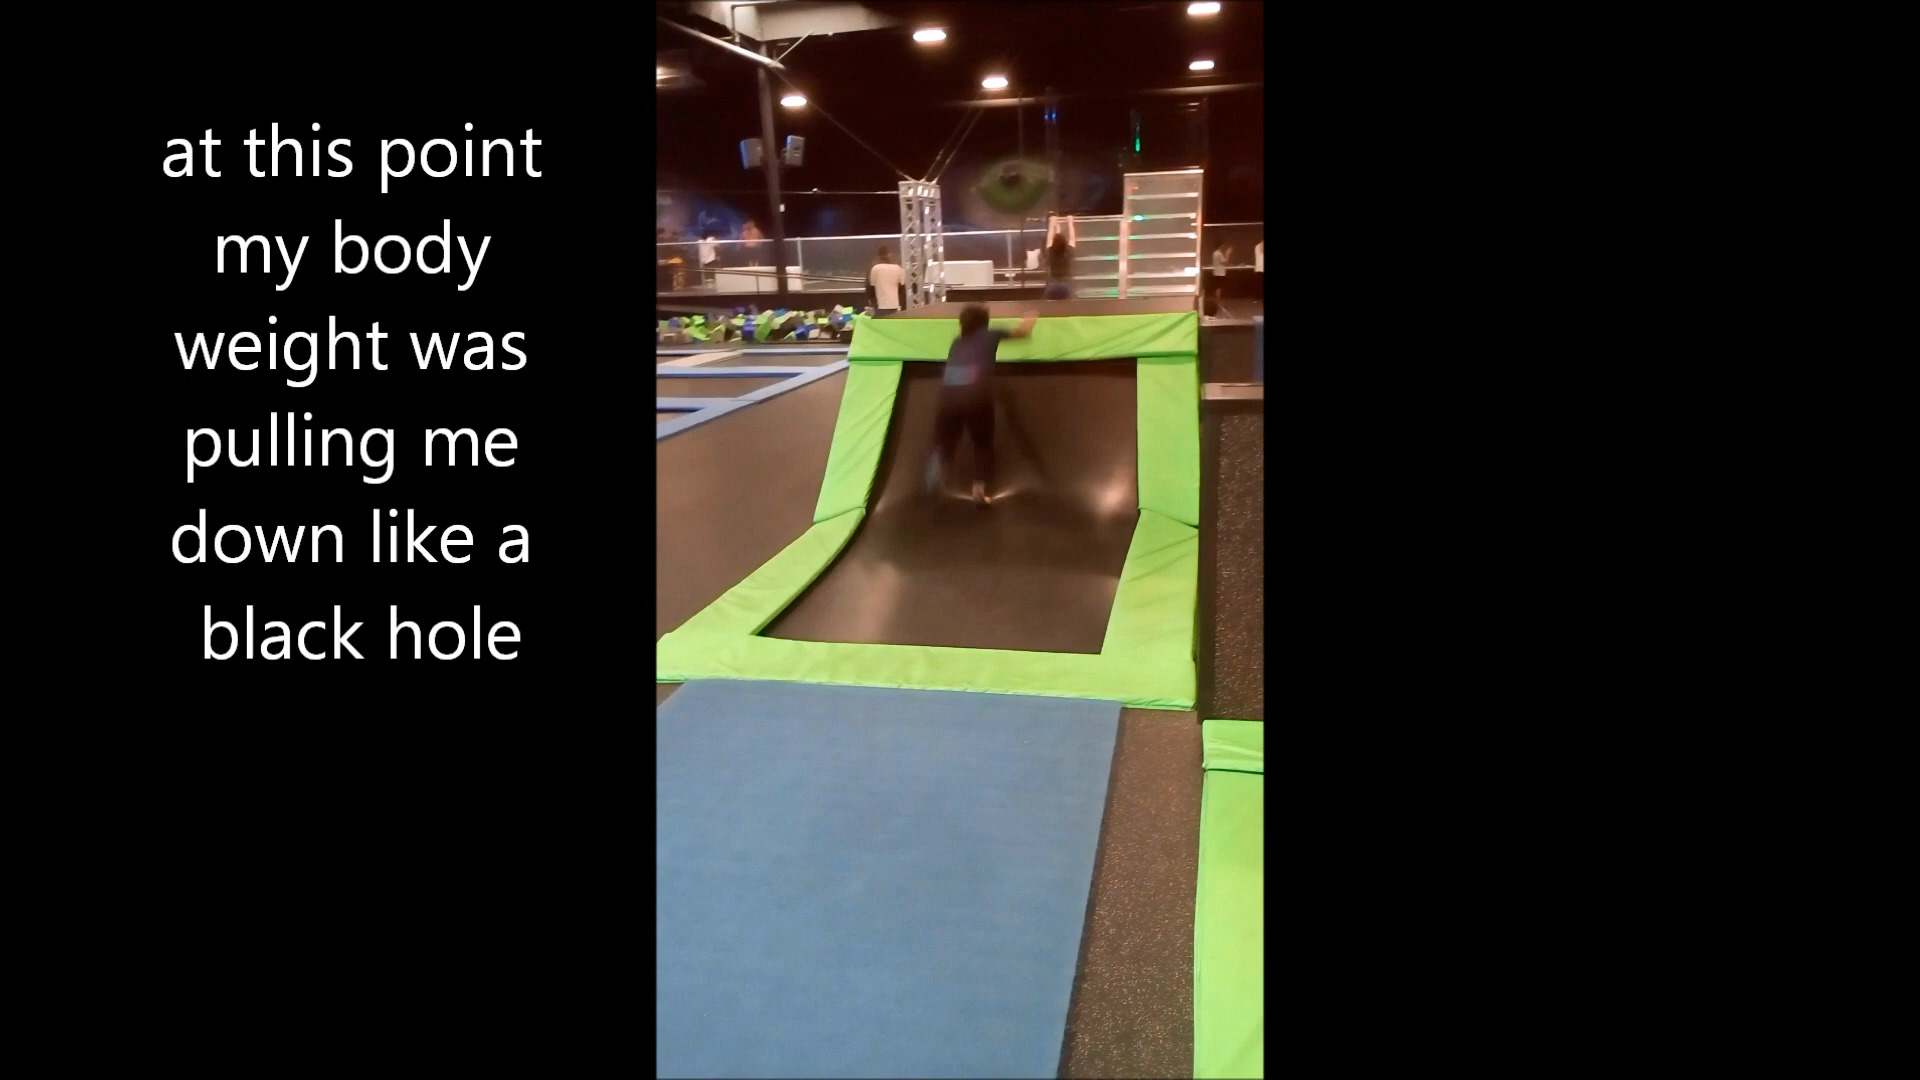 at this point
my body
weight was
pulling me
down like a
black hole